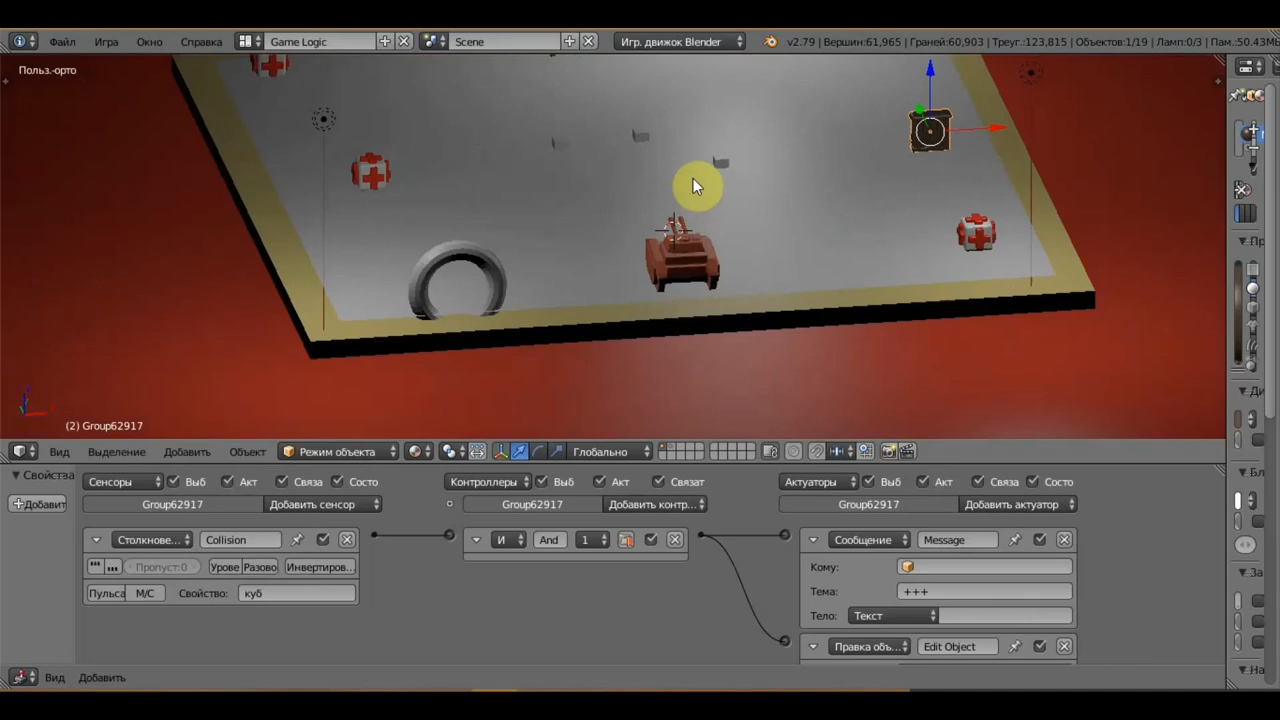 Файл Игра Окно Справка Game Logic Scene Игр. движок Blender v2.79 | Вершин:61,965 | Граней:60,903 | Треуг.:123,815 | Объектов:1/19 | Ламп:0/3 | Пам.:50.43МБ
Польз.-орто
(2) Group62917
Вид Выделение Добавить Объект Режим объекта Глобально
Свойства Сенсоры Выб Акт Связа Состо Контроллеры Выб Акт Связат Актуаторы Выб Акт Связа Состо
Добавит Group62917 Добавить сенсор Group62917 Добавить контр... Group62917 Добавить актуатор
Столкнове... Collision И And 1 Сообщение Message
Пропуст:0 Урове Разово Инвертиров... Кому:
Пульса М/С Свойство: куб Тема: +++
Тело: Текст
Правка объ... Edit Object
Вид Добавить